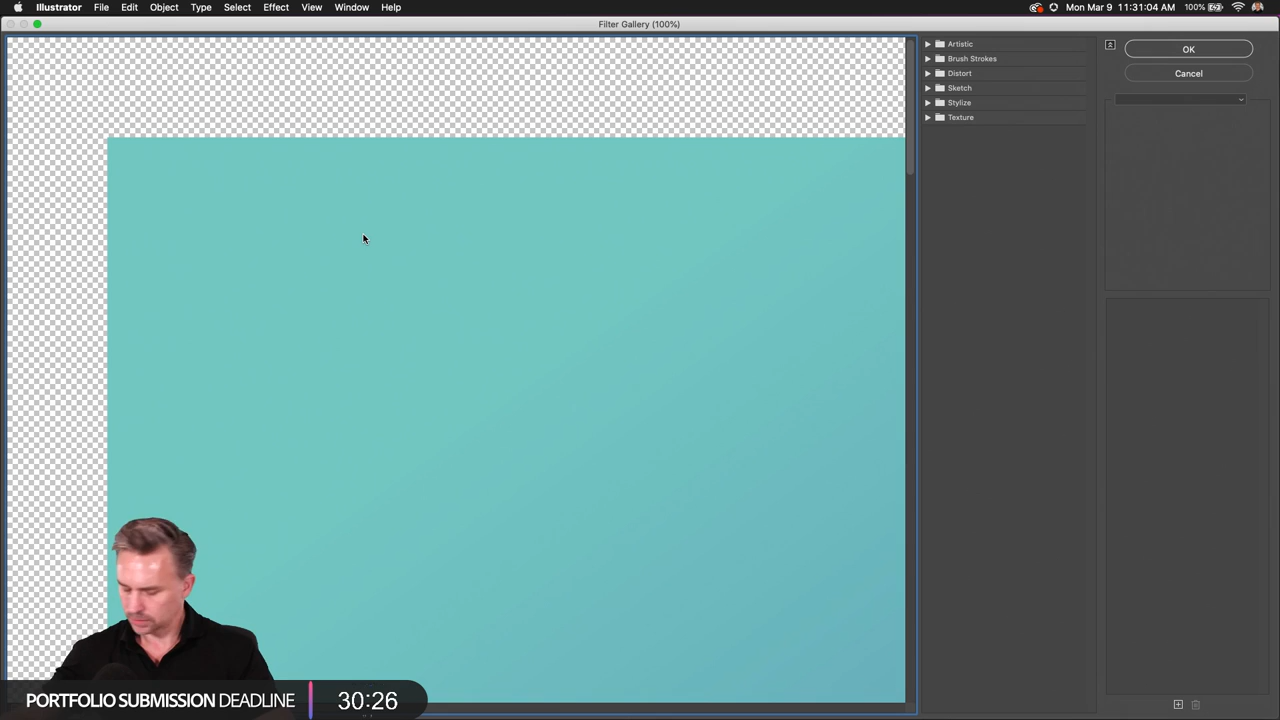 Illustrator File Edit Object Type Select Effect View Window Help
100% Mon Mar 9 11:31:04 AM
Filter Gallery (100%)
Artistic
Brush Strokes
Distort
Sketch
Stylize
Texture
OK
Cancel
PORTFOLIO SUBMISSION DEADLINE 30:26